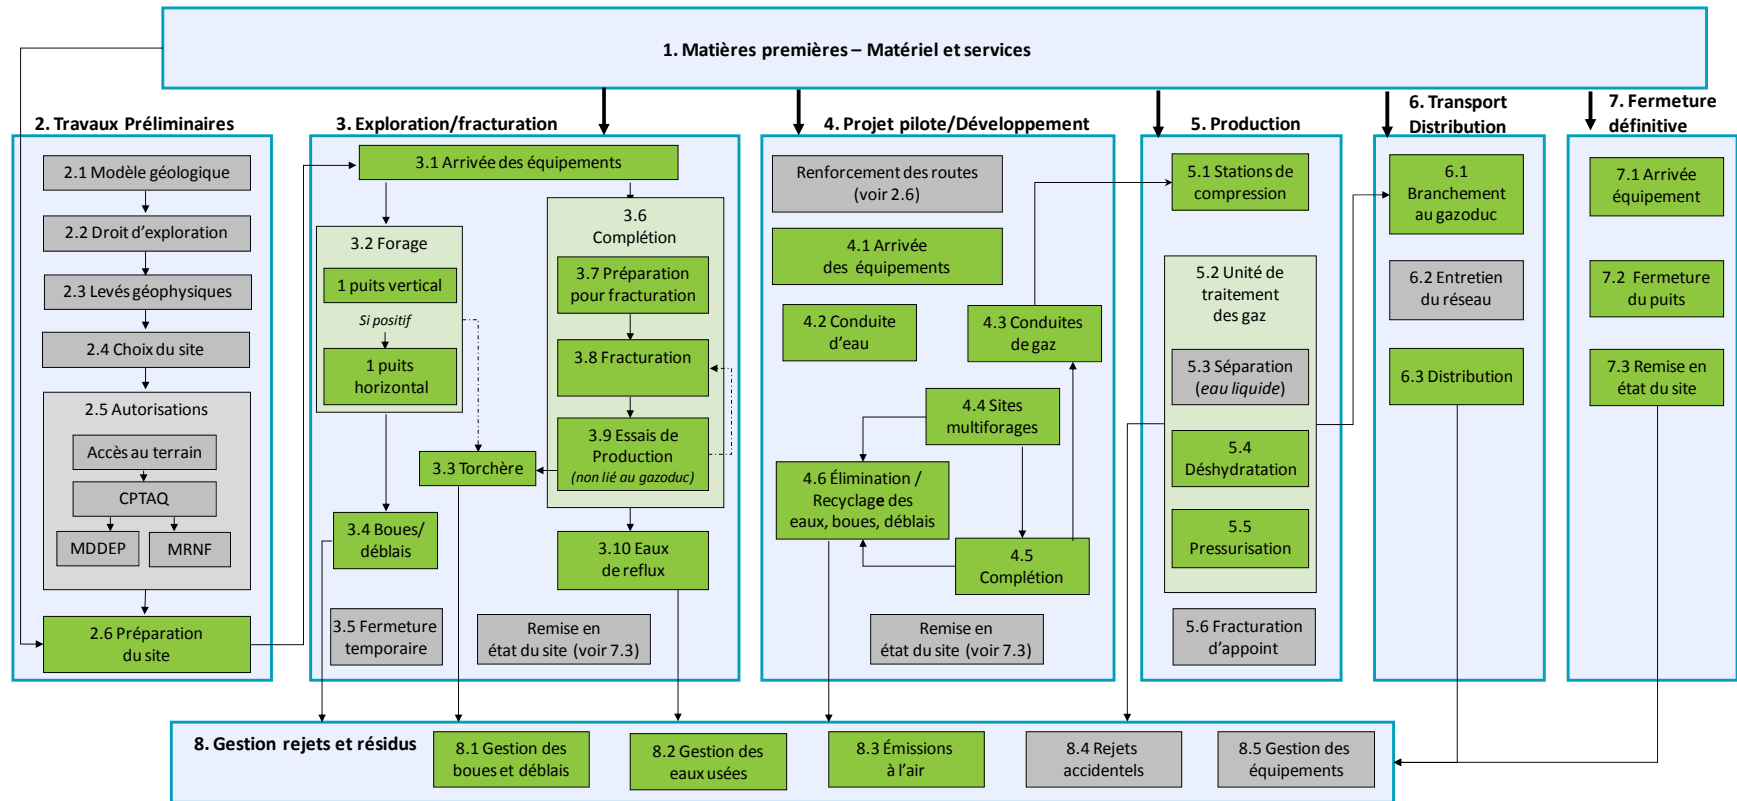 1. Matières premières – Matériel et services
2. Travaux Préliminaires
2.1 Modèle géologique
2.2 Droit d’exploration
2.3 Levés géophysiques
2.4 Choix du site
2.5 Autorisations
Accès au terrain
CPTAQ
MDDEP
MRNF
2.6 Préparation
du site
3. Exploration/fracturation
3.1 Arrivée des équipements
3.2 Forage
1 puits vertical
Si positif
1 puits
horizontal
3.3 Torchère
3.4 Boues/
déblais
3.5 Fermeture
temporaire
3.6
Complétion
3.7 Préparation
pour fracturation
3.8 Fracturation
3.9 Essais de
Production
(non lié au gazoduc)
3.10 Eaux
de reflux
Remise en
état du site (voir 7.3)
4. Projet pilote/Développement
Renforcement des routes
(voir 2.6)
4.1 Arrivée
des équipements
4.2 Conduite
d’eau
4.3 Conduites
de gaz
4.4 Sites
multiforages
4.6 Élimination /
Recyclage des
eaux, boues, déblais
4.5
Complétion
Remise en
état du site (voir 7.3)
5. Production
5.1 Stations de
compression
5.2 Unité de
traitement
des gaz
5.3 Séparation
(eau liquide)
5.4
Déshydratation
5.5
Pressurisation
5.6 Fracturation
d’appoint
6. Transport
Distribution
6.1
Branchement
au gazoduc
6.2 Entretien
du réseau
6.3 Distribution
7. Fermeture
définitive
7.1 Arrivée
équipement
7.2 Fermeture
du puits
7.3 Remise en
état du site
8. Gestion rejets et résidus
8.1 Gestion des
boues et déblais
8.2 Gestion des
eaux usées
8.3 Émissions
à l’air
8.4 Rejets
accidentels
8.5 Gestion des
équipements